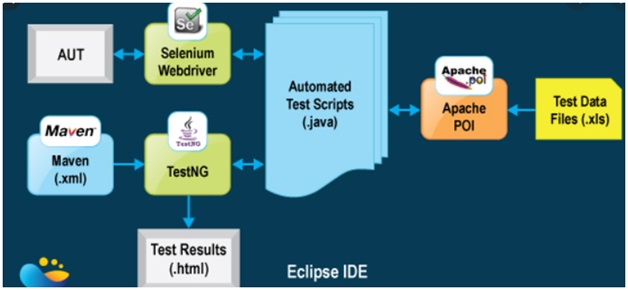 Se
AUT
Selenium
Webdriver
Automated
Test Scripts
(.java)
Apache
.poi
Apache
POI
Test Data
Files (.xls)
Maven™
Maven
(.xml)
TestNG
TestNG
Test Results
(.html)
Eclipse IDE